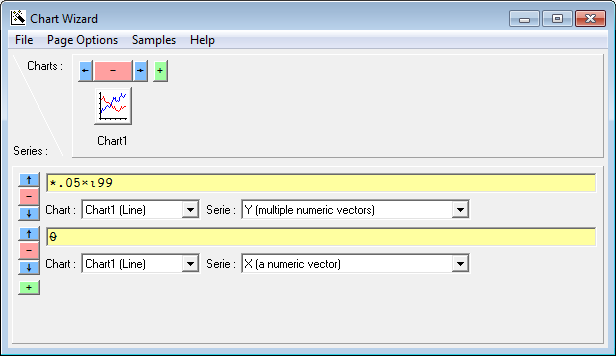 Chart Wizard
File Page Options Samples Help
Charts :
← − → +
Chart1
Series :
↑
*.05×⍳99
−
↓ Chart : Chart1 (Line) Serie : Y (multiple numeric vectors)
↑
⍬
−
↓ Chart : Chart1 (Line) Serie : X (a numeric vector)
+